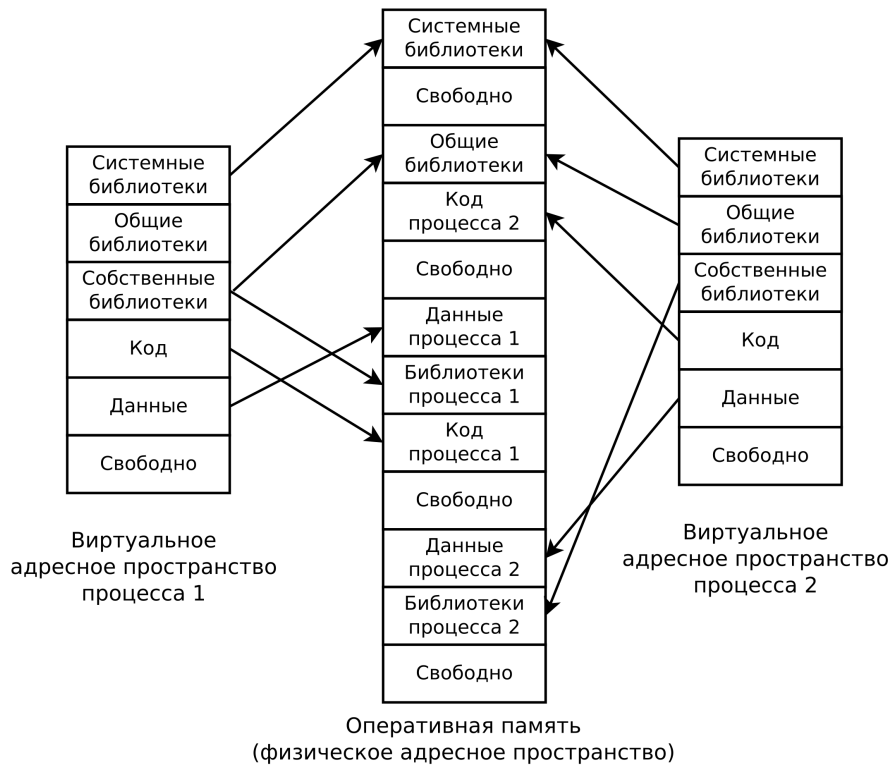 Системные
библиотеки
Общие
библиотеки
Собственные
библиотеки
Код
Данные
Свободно
Виртуальное
адресное пространство
процесса 1
Системные
библиотеки
Свободно
Общие
библиотеки
Код
процесса 2
Свободно
Данные
процесса 1
Библиотеки
процесса 1
Код
процесса 1
Свободно
Данные
процесса 2
Библиотеки
процесса 2
Свободно
Оперативная память
(физическое адресное пространство)
Системные
библиотеки
Общие
библиотеки
Собственные
библиотеки
Код
Данные
Свободно
Виртуальное
адресное пространство
процесса 2